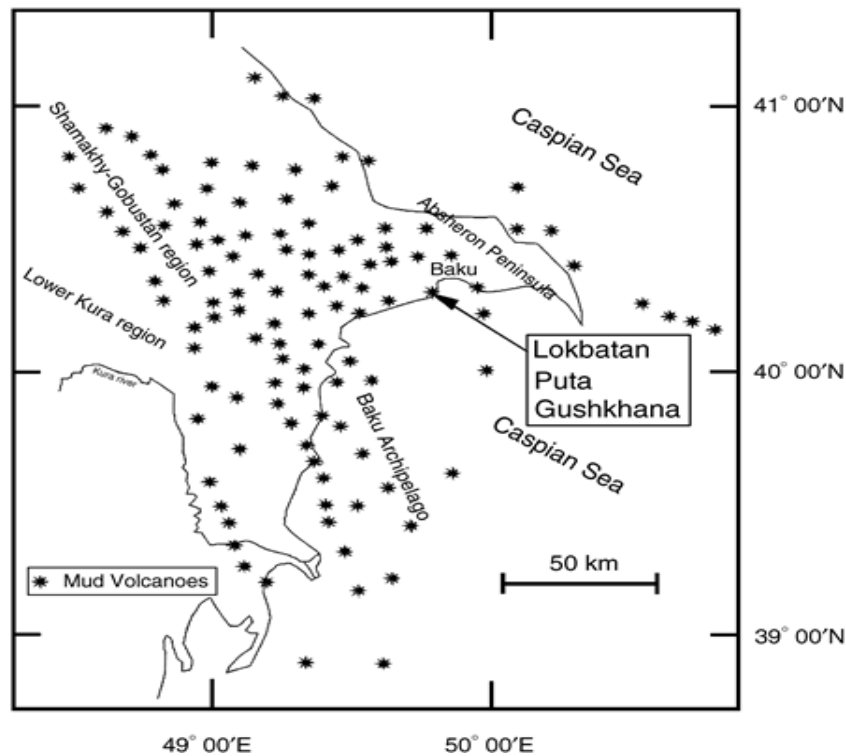 41° 00′N
Caspian Sea
Shamakhy-Gobustan region
Absheron Peninsula
Baku
Lower Kura region
Lokbatan
Puta
Gushkhana
40° 00′N
Kura river
Baku Archipelago
Caspian Sea
50 km
Mud Volcanoes
39° 00′N
49° 00′E
50° 00′E